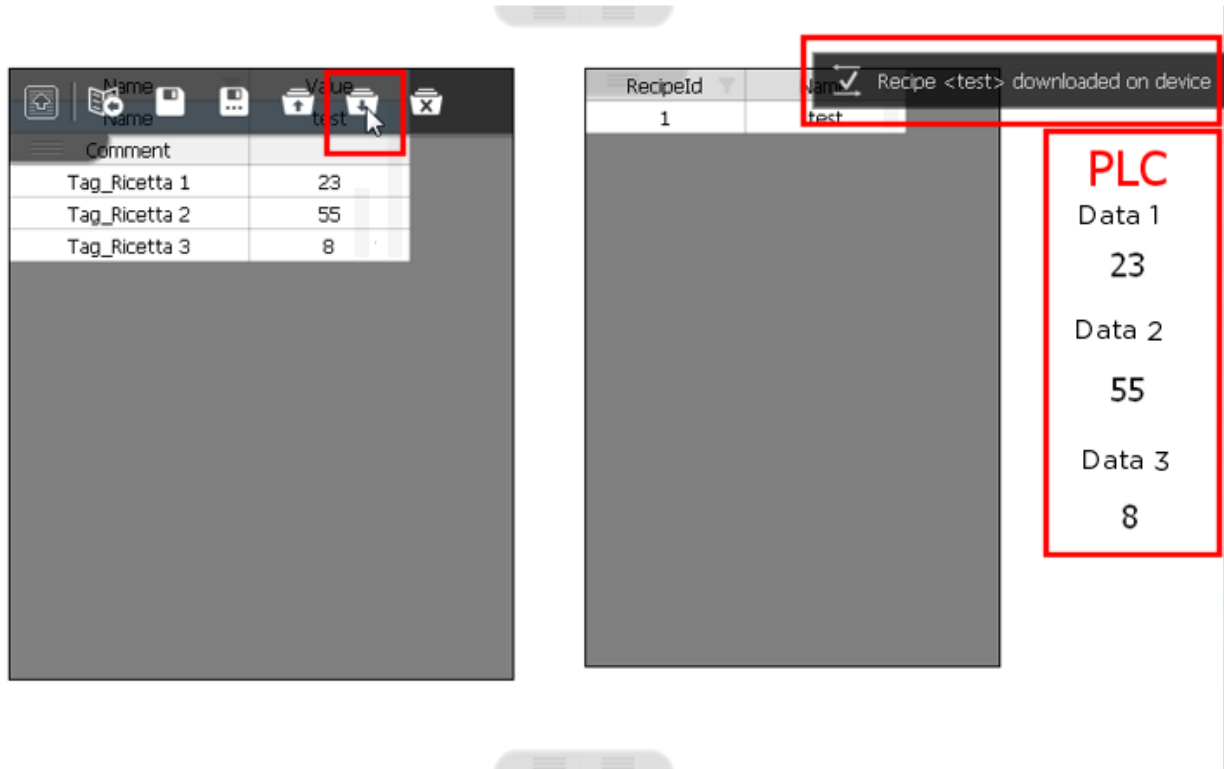 Name Value
Name test
Comment
Tag_Ricetta 1 23
Tag_Ricetta 2 55
Tag_Ricetta 3 8
RecipeId Name
1 test
Recipe <test> downloaded on device
PLC
Data 1
23
Data 2
55
Data 3
8